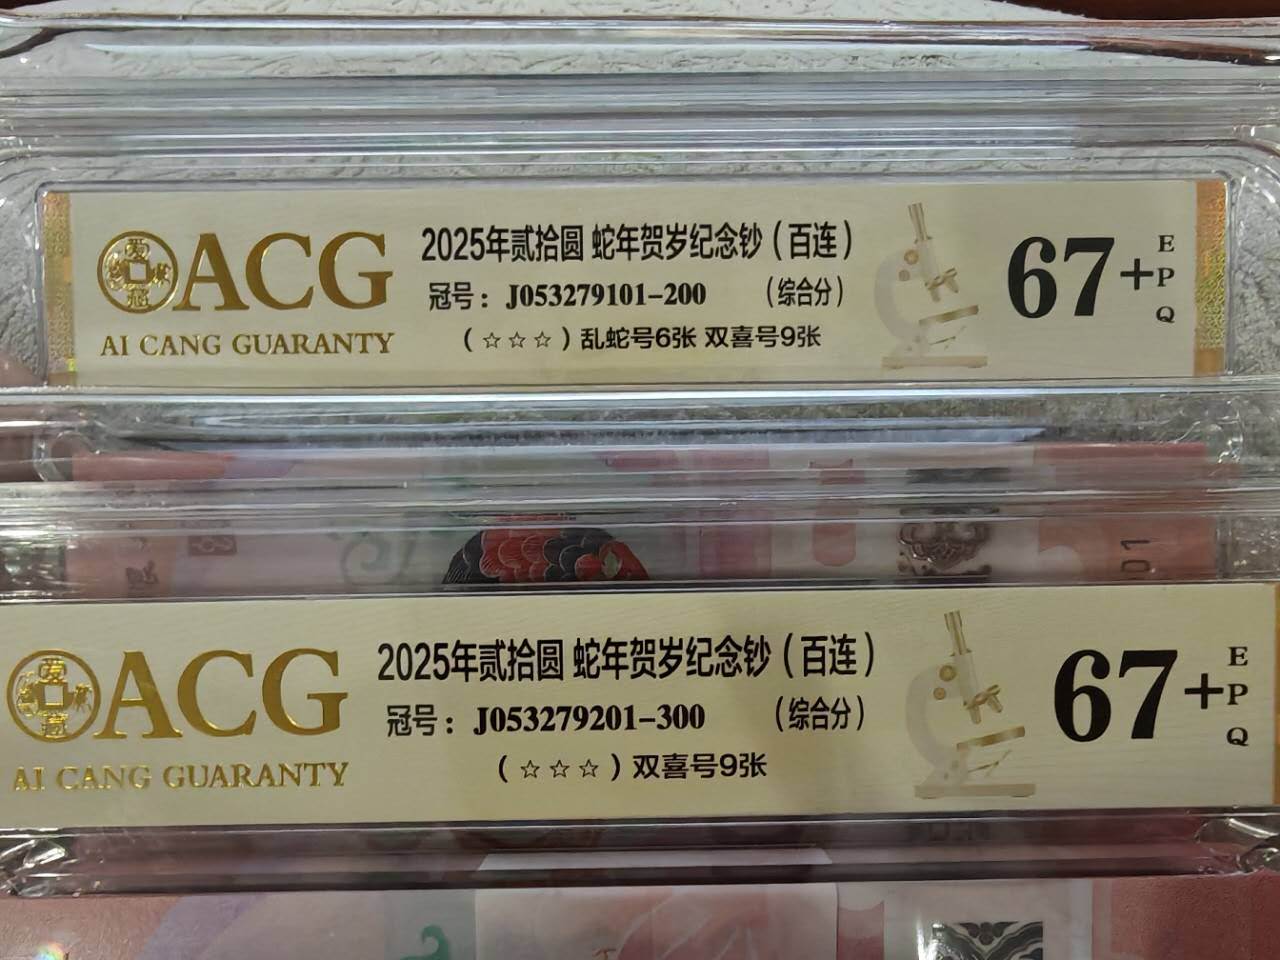 ACG
AI CANG GUARANTY
2025年贰拾圆 蛇年贺岁纪念钞(百连)
冠号：J053279101-200 (综合分)
(☆☆☆)乱蛇号6张 双喜号9张
67+
EPQ
01
ACG
AI CANG GUARANTY
2025年贰拾圆 蛇年贺岁纪念钞(百连)
冠号：J053279201-300 (综合分)
(☆☆☆)双喜号9张
67+
EPQ